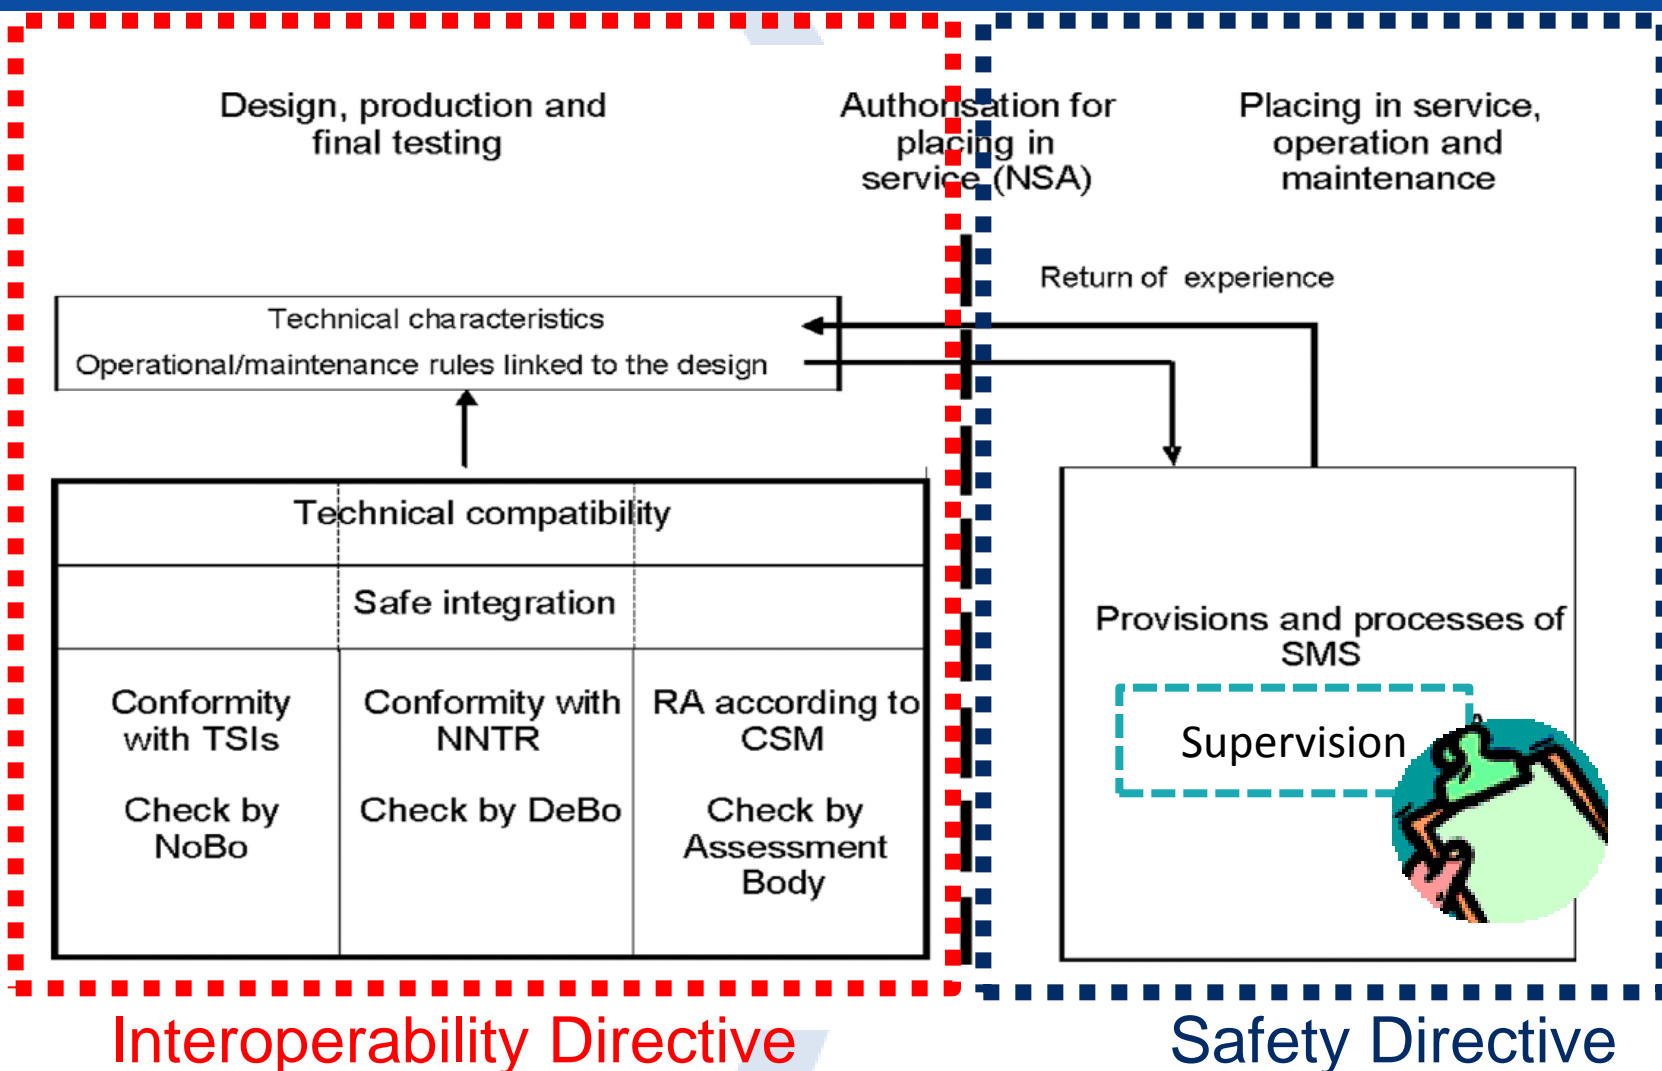 Design, production and
final testing
Authorisation for
placing in
service (NSA)
Placing in service,
operation and
maintenance
Return of experience
Technical characteristics
Operational/maintenance rules linked to the design
Technical compatibility
Safe integration
Conformity
with TSIs
Check by
NoBo
Conformity with
NNTR
Check by DeBo
RA according to
CSM
Check by
Assessment
Body
Provisions and processes of
SMS
Supervision
Interoperability Directive
Safety Directive